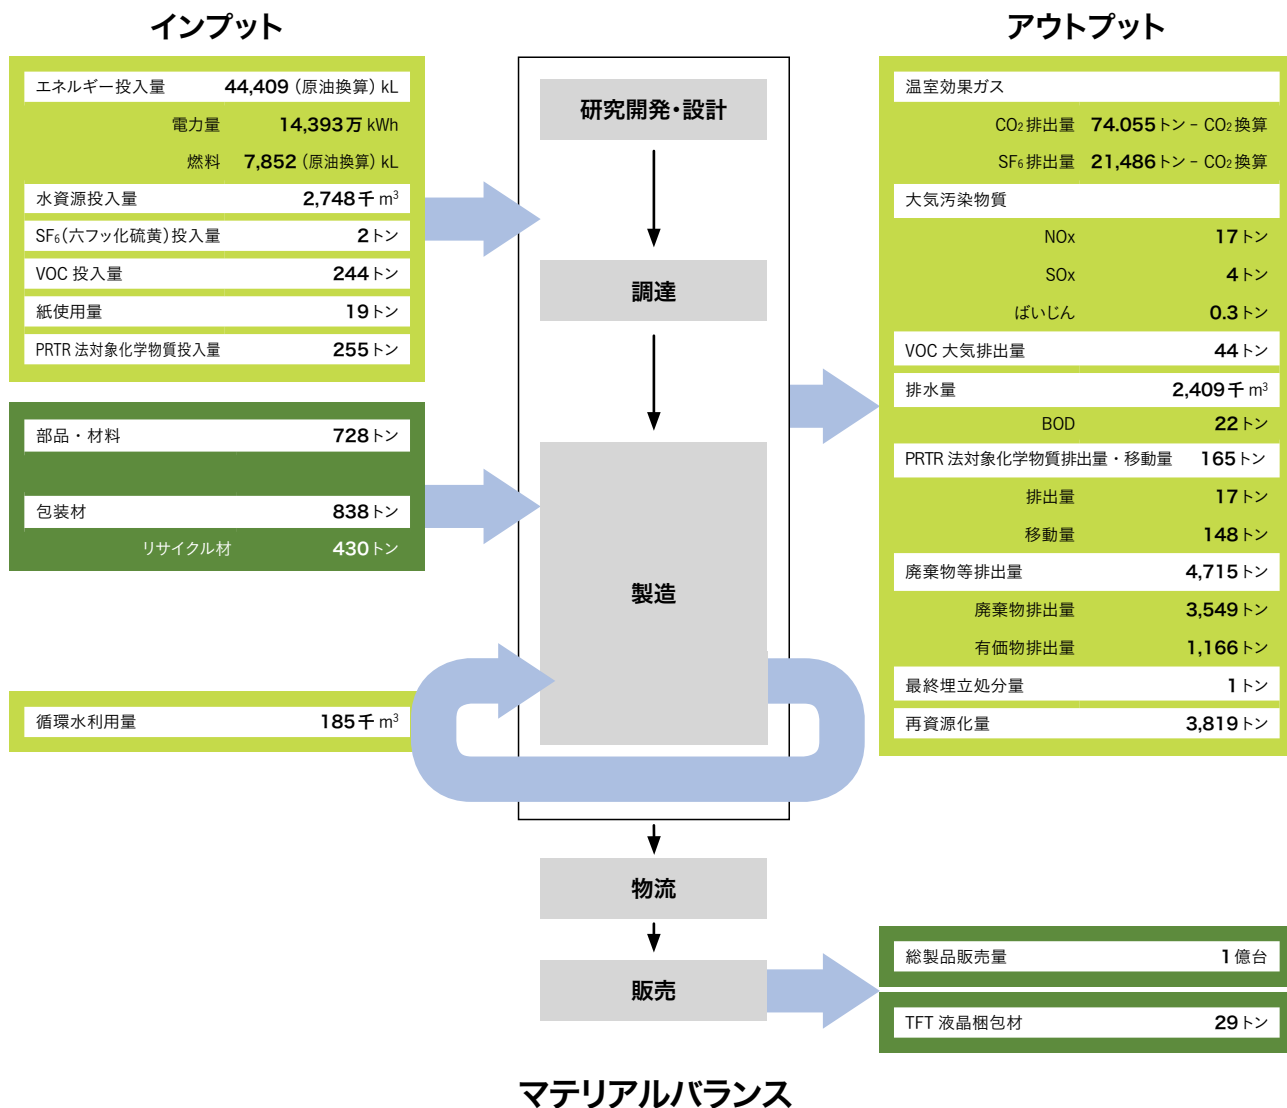 インプット
エネルギー投入量 44,409（原油換算）kL
電力量 14,393万 kWh
燃料 7,852（原油換算）kL
水資源投入量 2,748千 m³
SF₆（六フッ化硫黄）投入量 2トン
VOC 投入量 244トン
紙使用量 19トン
PRTR 法対象化学物質投入量 255トン
部品・材料 728トン
包装材 838トン
リサイクル材 430トン
循環水利用量 185千 m³
研究開発・設計
調達
製造
物流
販売
アウトプット
温室効果ガス
CO₂排出量 74.055トン－CO₂換算
SF₆排出量 21,486トン－CO₂換算
大気汚染物質
NOx 17トン
SOx 4トン
ばいじん 0.3トン
VOC 大気排出量 44トン
排水量 2,409千 m³
BOD 22トン
PRTR 法対象化学物質排出量・移動量 165トン
排出量 17トン
移動量 148トン
廃棄物等排出量 4,715トン
廃棄物排出量 3,549トン
有価物排出量 1,166トン
最終埋立処分量 1トン
再資源化量 3,819トン
総製品販売量 1億台
TFT 液晶梱包材 29トン
マテリアルバランス